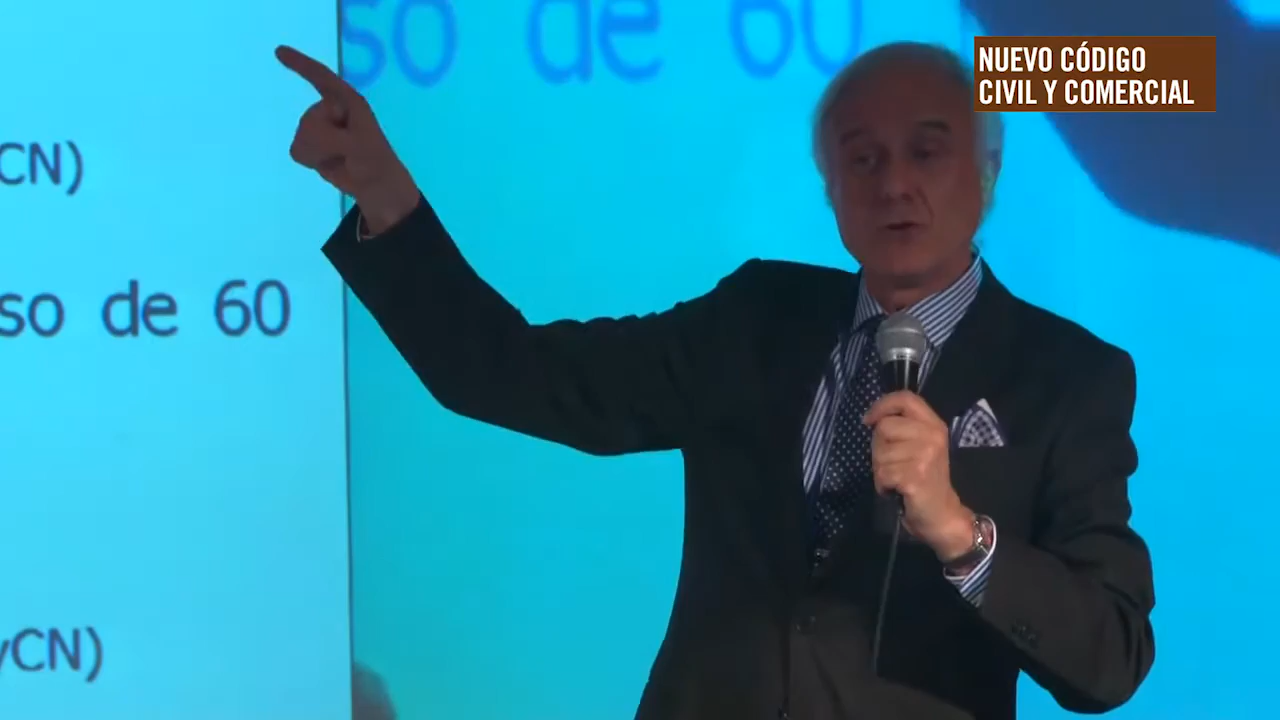 so de 60
NUEVO CÓDIGO
CIVIL Y COMERCIAL
CN)
so de 60
yCN)